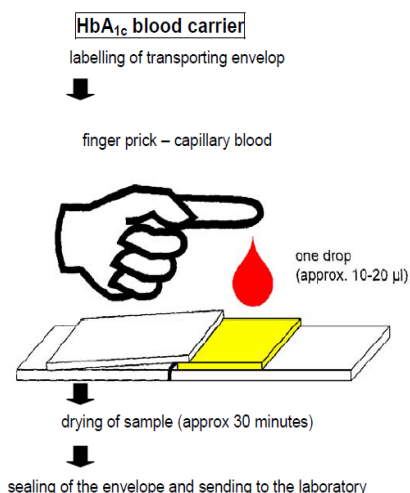 HbA1c blood carrier
labelling of transporting envelop
finger prick – capillary blood
one drop
(approx. 10-20 µl)
drying of sample (approx 30 minutes)
sealing of the envelope and sending to the laboratory